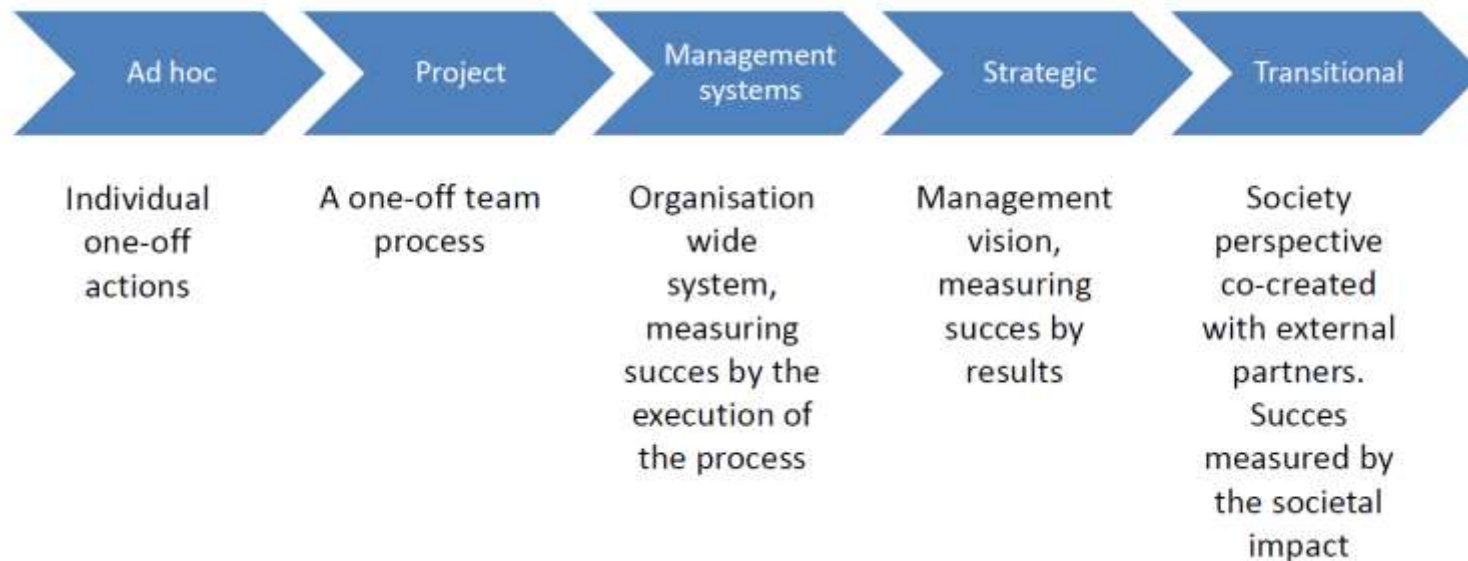 Ad hoc
Project
Management
systems
Strategic
Transitional
Individual
one-off
actions
A one-off team
process
Organisation
wide
system,
measuring
succes by the
execution of
the process
Management
vision,
measuring
succes by
results
Society
perspective
co-created
with external
partners.
Succes
measured by
the societal
impact